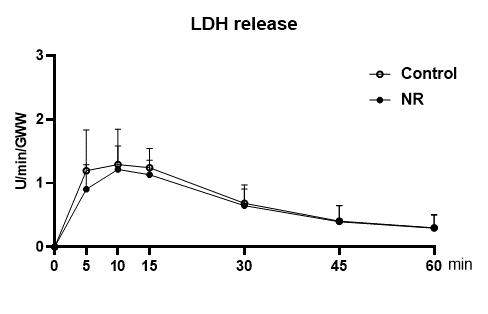 LDH release
3
2
1
0
U/min/GWW
Control
NR
0 5 10 15 30 45 60 min